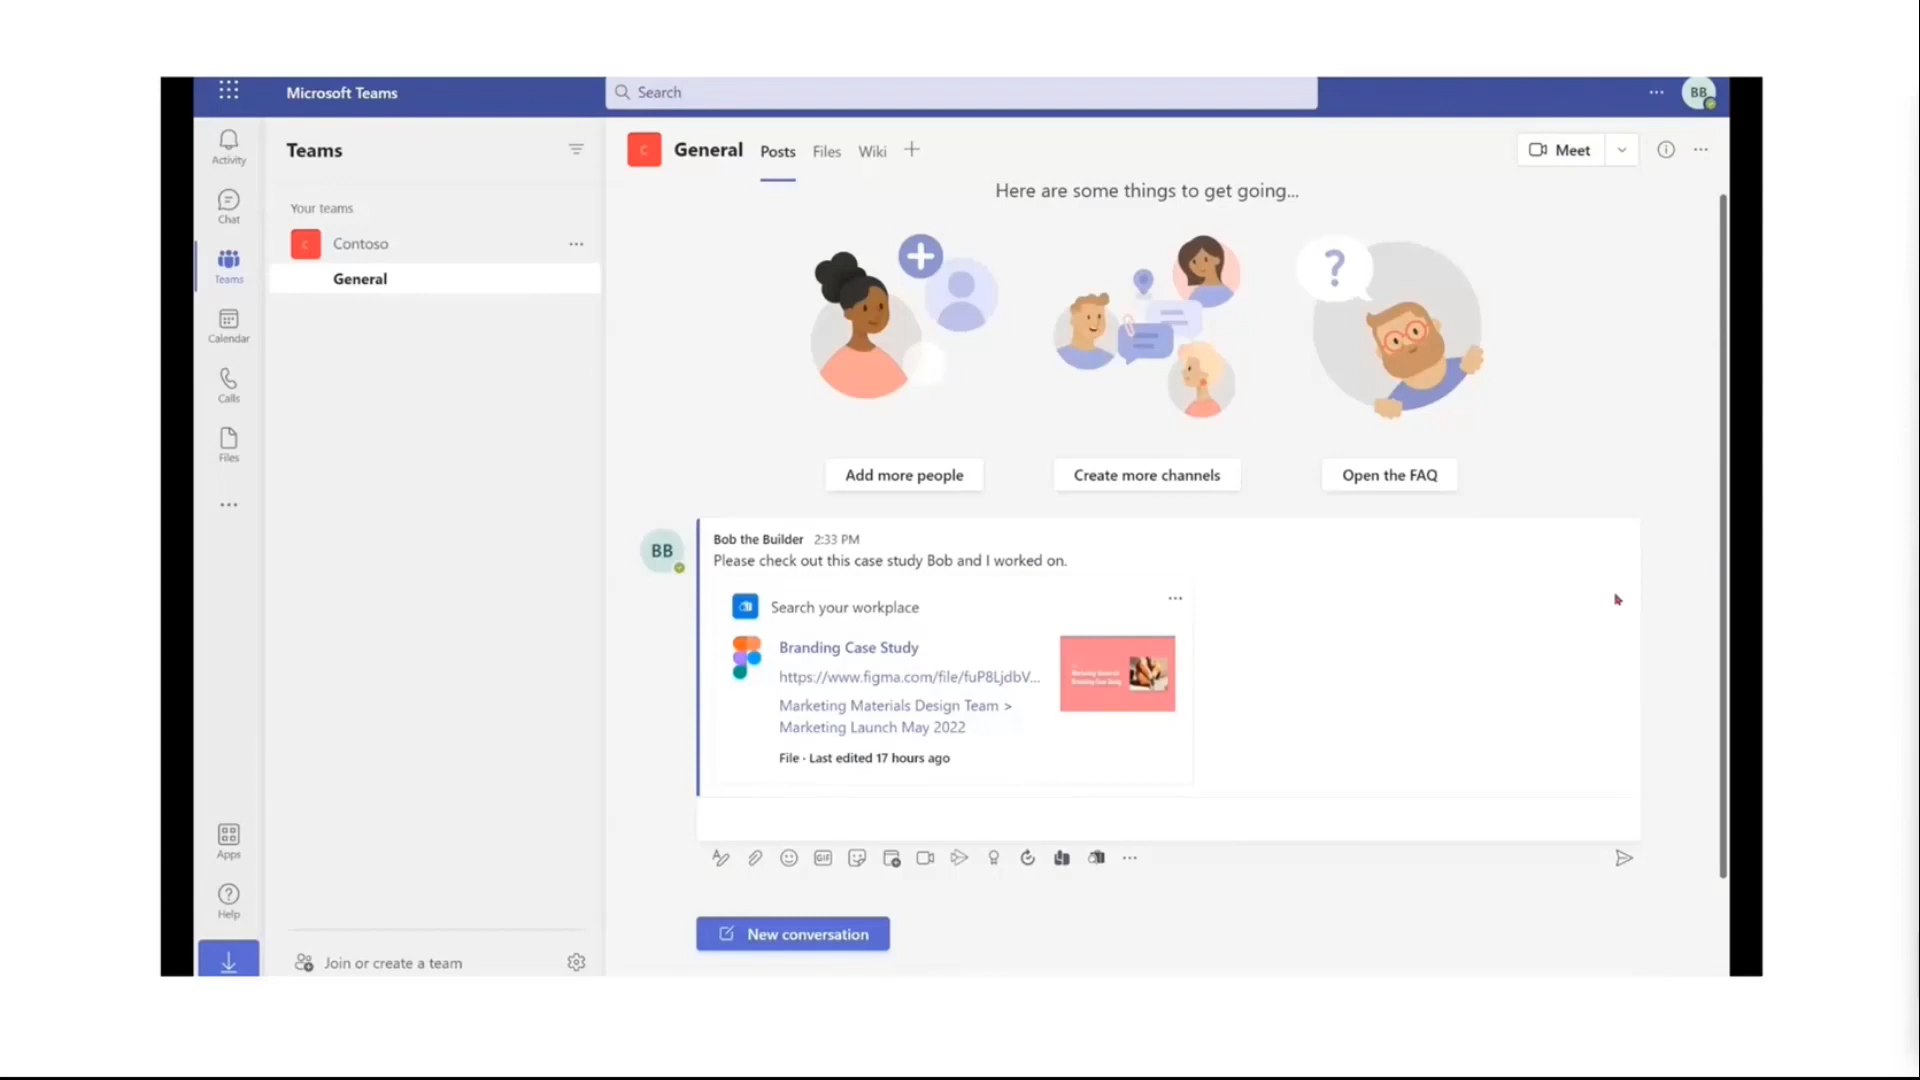 Microsoft Teams
Search
BB
Activity
Chat
Teams
Calendar
Calls
Files
Apps
Help
Teams
Your teams
C
Contoso
General
Join or create a team
C
General
Posts
Files
Wiki
Meet
Here are some things to get going...
?
Add more people
Create more channels
Open the FAQ
BB
Bob the Builder 2:33 PM
Please check out this case study Bob and I worked on.
Search your workplace
Branding Case Study
https://www.figma.com/file/fuP8LjdbV...
Marketing Materials Design Team >
Marketing Launch May 2022
File · Last edited 17 hours ago
GIF
New conversation